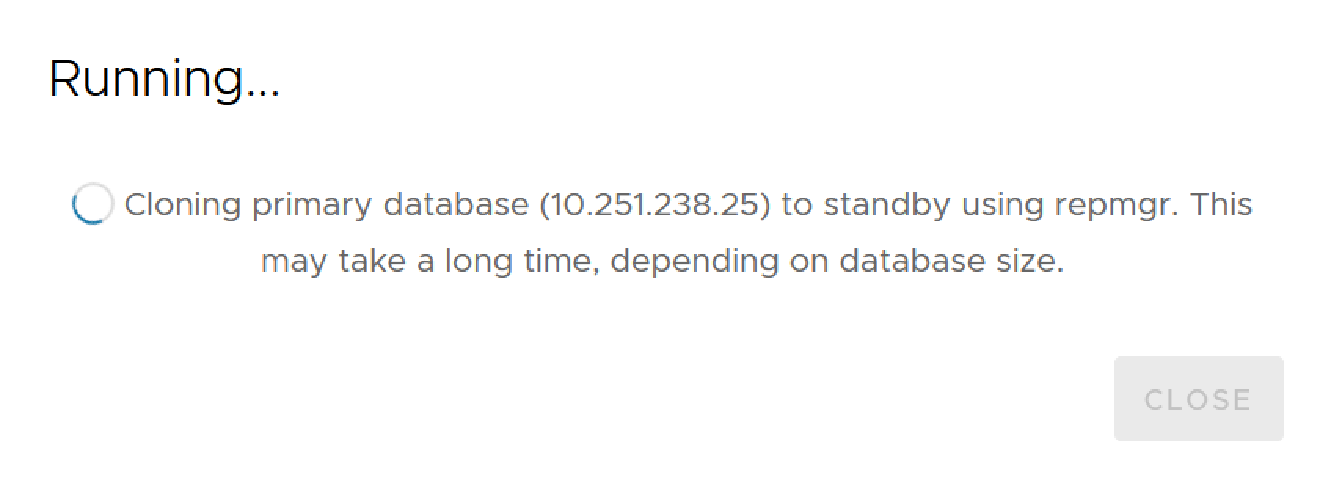 Running...
Cloning primary database (10.251.238.25) to standby using repmgr. This
may take a long time, depending on database size.
CLOSE